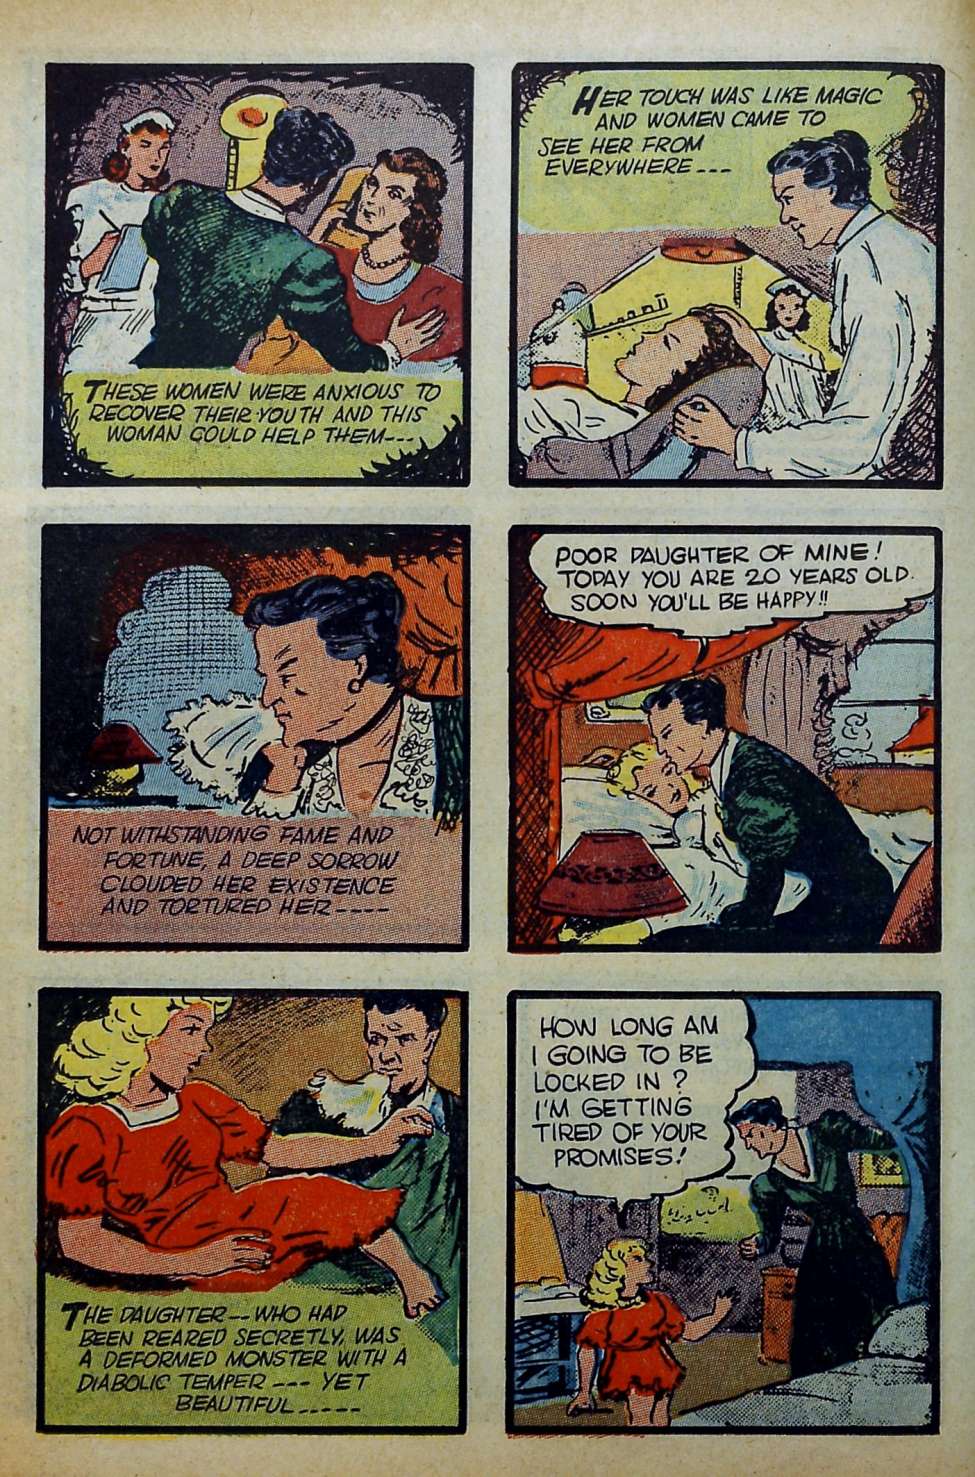 THESE WOMEN WERE ANXIOUS TO
RECOVER THEIR YOUTH AND THIS
WOMAN COULD HELP THEM---
HER TOUCH WAS LIKE MAGIC
AND WOMEN CAME TO
SEE HER FROM
EVERYWHERE---
NOT WITHSTANDING FAME AND
FORTUNE, A DEEP SORROW
CLOUDED HER EXISTENCE
AND TORTURED HER----
POOR DAUGHTER OF MINE!
TODAY YOU ARE 20 YEARS OLD.
SOON YOU'LL BE HAPPY!!
THE DAUGHTER--WHO HAD
BEEN REARED SECRETLY, WAS
A DEFORMED MONSTER WITH A
DIABOLIC TEMPER --- YET
BEAUTIFUL-----
HOW LONG AM
I GOING TO BE
LOCKED IN?
I'M GETTING
TIRED OF YOUR
PROMISES!